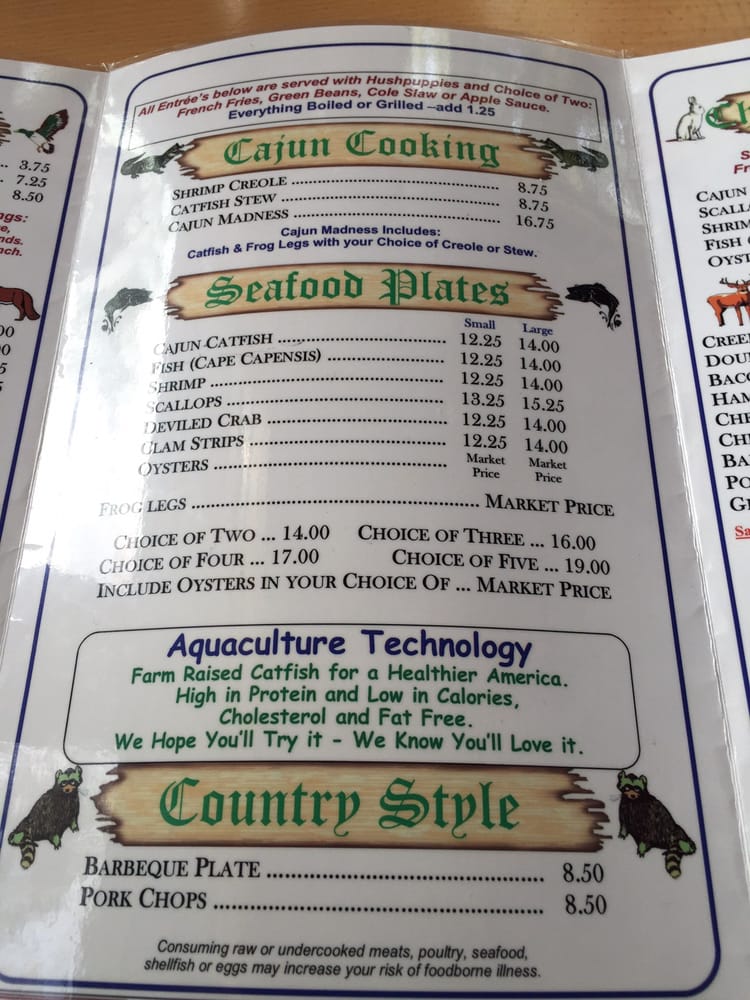 All Entrée's below are served with Hushpuppies and Choice of Two:
French Fries, Green Beans, Cole Slaw or Apple Sauce.
Everything Boiled or Grilled –add 1.25
Cajun Cooking
Shrimp Creole 8.75
Catfish Stew 8.75
Cajun Madness 16.75
Cajun Madness Includes:
Catfish & Frog Legs with your Choice of Creole or Stew.
Seafood Plates
Small Large
Cajun Catfish 12.25 14.00
Fish (Cape Capensis) 12.25 14.00
Shrimp 12.25 14.00
Scallops 13.25 15.25
Deviled Crab 12.25 14.00
Clam Strips 12.25 14.00
Oysters Market Price Market Price
Frog Legs Market Price
Choice of Two ... 14.00 Choice of Three ... 16.00
Choice of Four ... 17.00 Choice of Five ... 19.00
Include Oysters in your Choice Of ... Market Price
Aquaculture Technology
Farm Raised Catfish for a Healthier America.
High in Protein and Low in Calories,
Cholesterol and Fat Free.
We Hope You'll Try it - We Know You'll Love it.
Country Style
Barbeque Plate 8.50
Pork Chops 8.50
Consuming raw or undercooked meats, poultry, seafood,
shellfish or eggs may increase your risk of foodborne illness.
3.75
7.25
8.50
Cajun
Fish